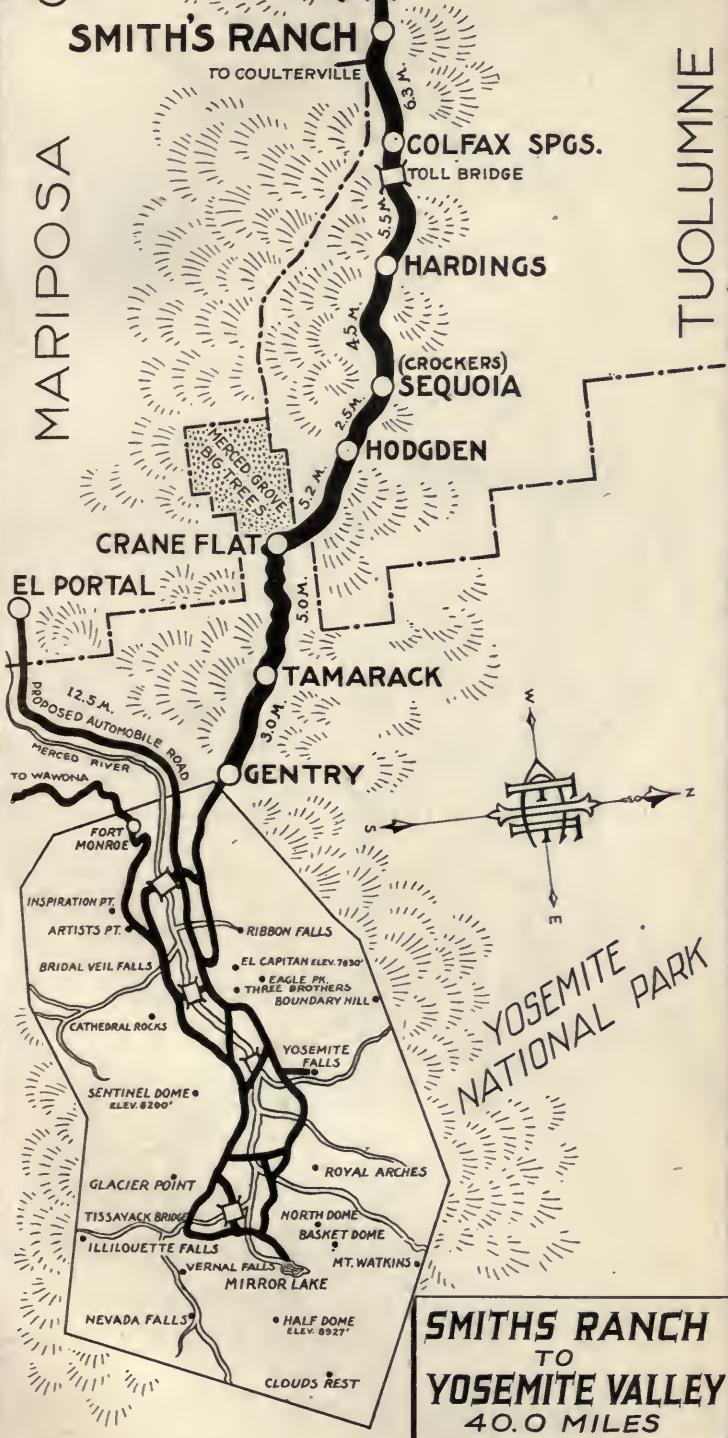 SMITH'S RANCH
TO COULTERVILLE
6.3 M.
MARIPOSA
TUOLUMNE
COLFAX SPGS.
TOLL BRIDGE
5.5 M.
HARDINGS
4.5 M.
(CROCKERS)
SEQUOIA
2.5 M.
HODGDEN
MERCED GROVE
BIG TREES
5.2 M.
CRANE FLAT
EL PORTAL
5.0 M.
TAMARACK
12.5 M.
PROPOSED AUTOMOBILE ROAD
3.0 M.
MERCED RIVER
GENTRY
TO WAWONA
W
N
S
E
FORT
MONROE
INSPIRATION PT.
ARTISTS PT.
RIBBON FALLS
BRIDAL VEIL FALLS
EL CAPITAN ELEV. 7830'
EAGLE PK.
THREE BROTHERS
BOUNDARY HILL
YOSEMITE
NATIONAL PARK
CATHEDRAL ROCKS
YOSEMITE
FALLS
SENTINEL DOME
ELEV. 8200'
GLACIER POINT
ROYAL ARCHES
TISSAYACK BRIDGE
NORTH DOME
BASKET DOME
ILLILOUETTE FALLS
MT. WATKINS
VERNAL FALLS
MIRROR LAKE
NEVADA FALLS
HALF DOME
ELEV. 8927'
CLOUDS REST
SMITHS RANCH
TO
YOSEMITE VALLEY
40.0 MILES